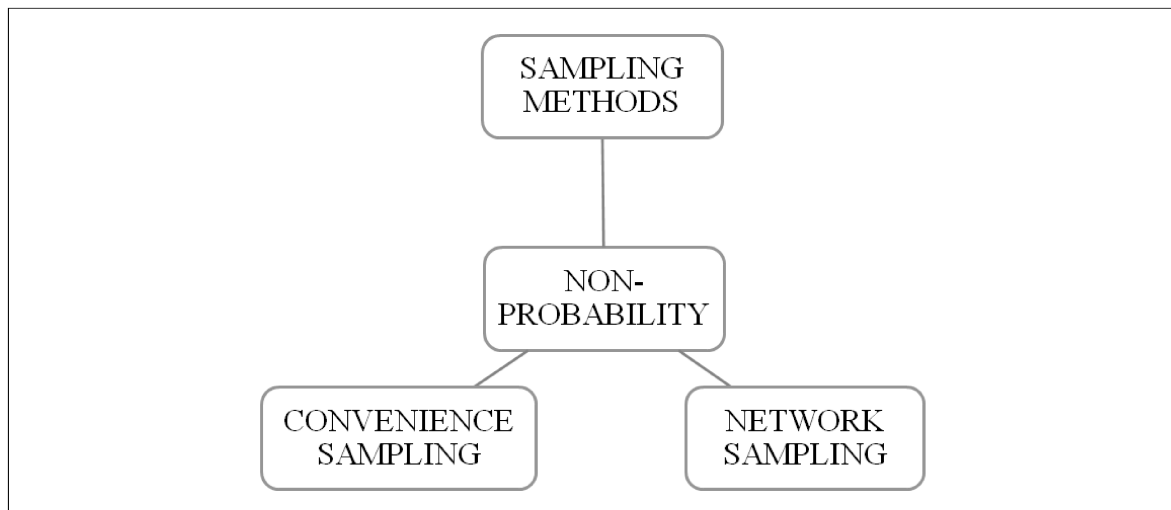 SAMPLING
METHODS
NON-
PROBABILITY
CONVENIENCE
SAMPLING
NETWORK
SAMPLING